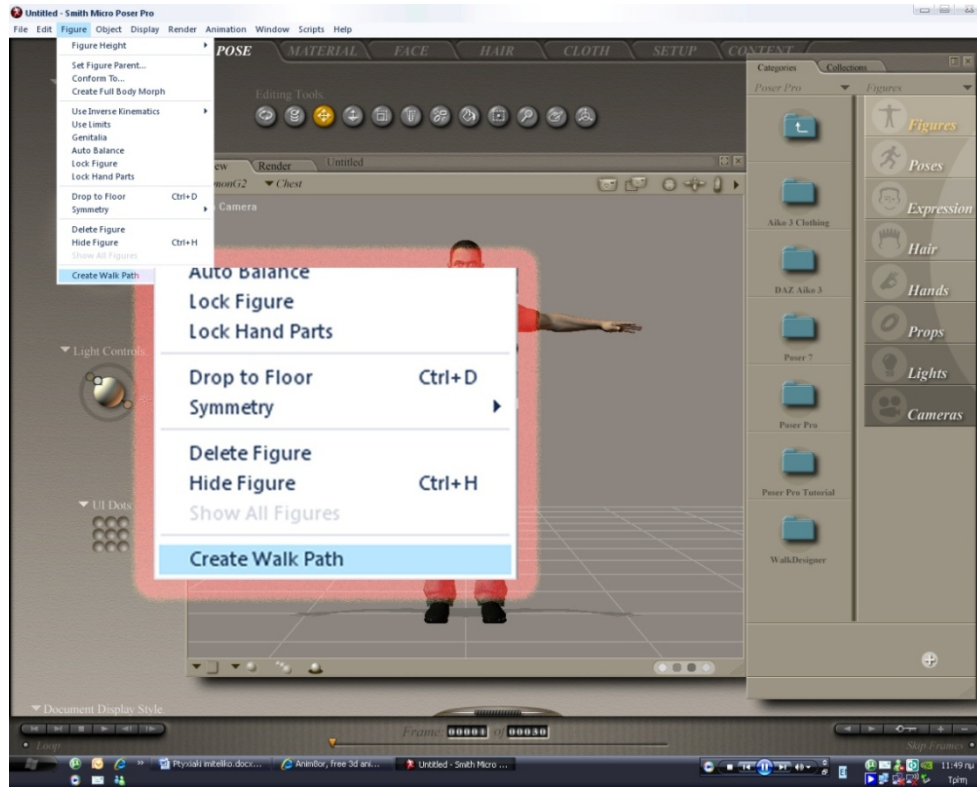 Untitled - Smith Micro Poser Pro
File Edit Figure Object Display Render Animation Window Scripts Help
Figure Height
Set Figure Parent...
Conform To...
Create Full Body Morph
Use Inverse Kinematics
Use Limits
Genitalia
Auto Balance
Lock Figure
Lock Hand Parts
Drop to Floor Ctrl+D
Symmetry
Delete Figure
Hide Figure Ctrl+H
Show All Figures
Create Walk Path
POSE MATERIAL FACE HAIR CLOTH SETUP CONTENT
Editing Tools
Render Untitled
Chest
Camera
Auto Balance
Lock Figure
Lock Hand Parts
Drop to Floor Ctrl+D
Symmetry
Delete Figure
Hide Figure Ctrl+H
Show All Figures
Create Walk Path
Light Controls
UI Dots
Document Display Style
Categories Collections
Poser Pro Figures
Aiko 3 Clothing
DAZ Aiko 3
Poser 7
Poser Pro
Poser Pro Tutorial
WalkDesigner
Figures
Poses
Expression
Hair
Hands
Props
Lights
Cameras
Loop
Frame: 00001 of 00030
Skip Frames
Ptyxiaki imiteliko.docx...
Anim8or, free 3d ani...
Untitled - Smith Micro ...
11:49 πμ
Τρίτη